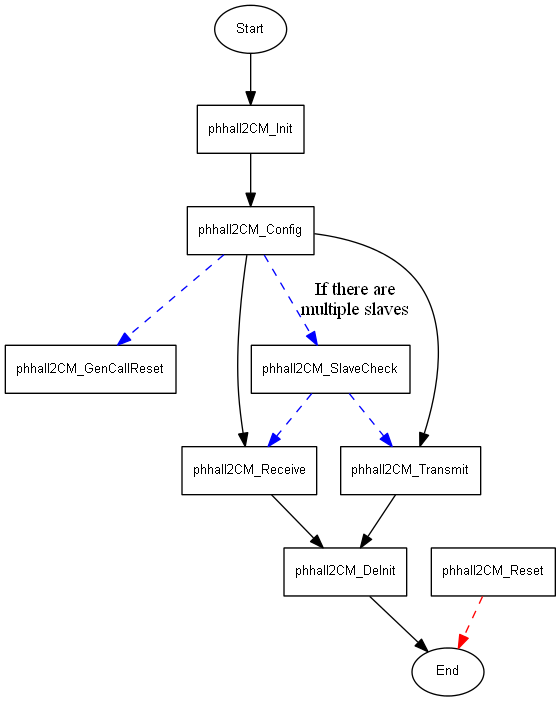 Start
phhalI2CM_Init
phhalI2CM_Config
If there are
multiple slaves
phhalI2CM_GenCallReset
phhalI2CM_SlaveCheck
phhalI2CM_Receive
phhalI2CM_Transmit
phhalI2CM_DeInit
phhalI2CM_Reset
End